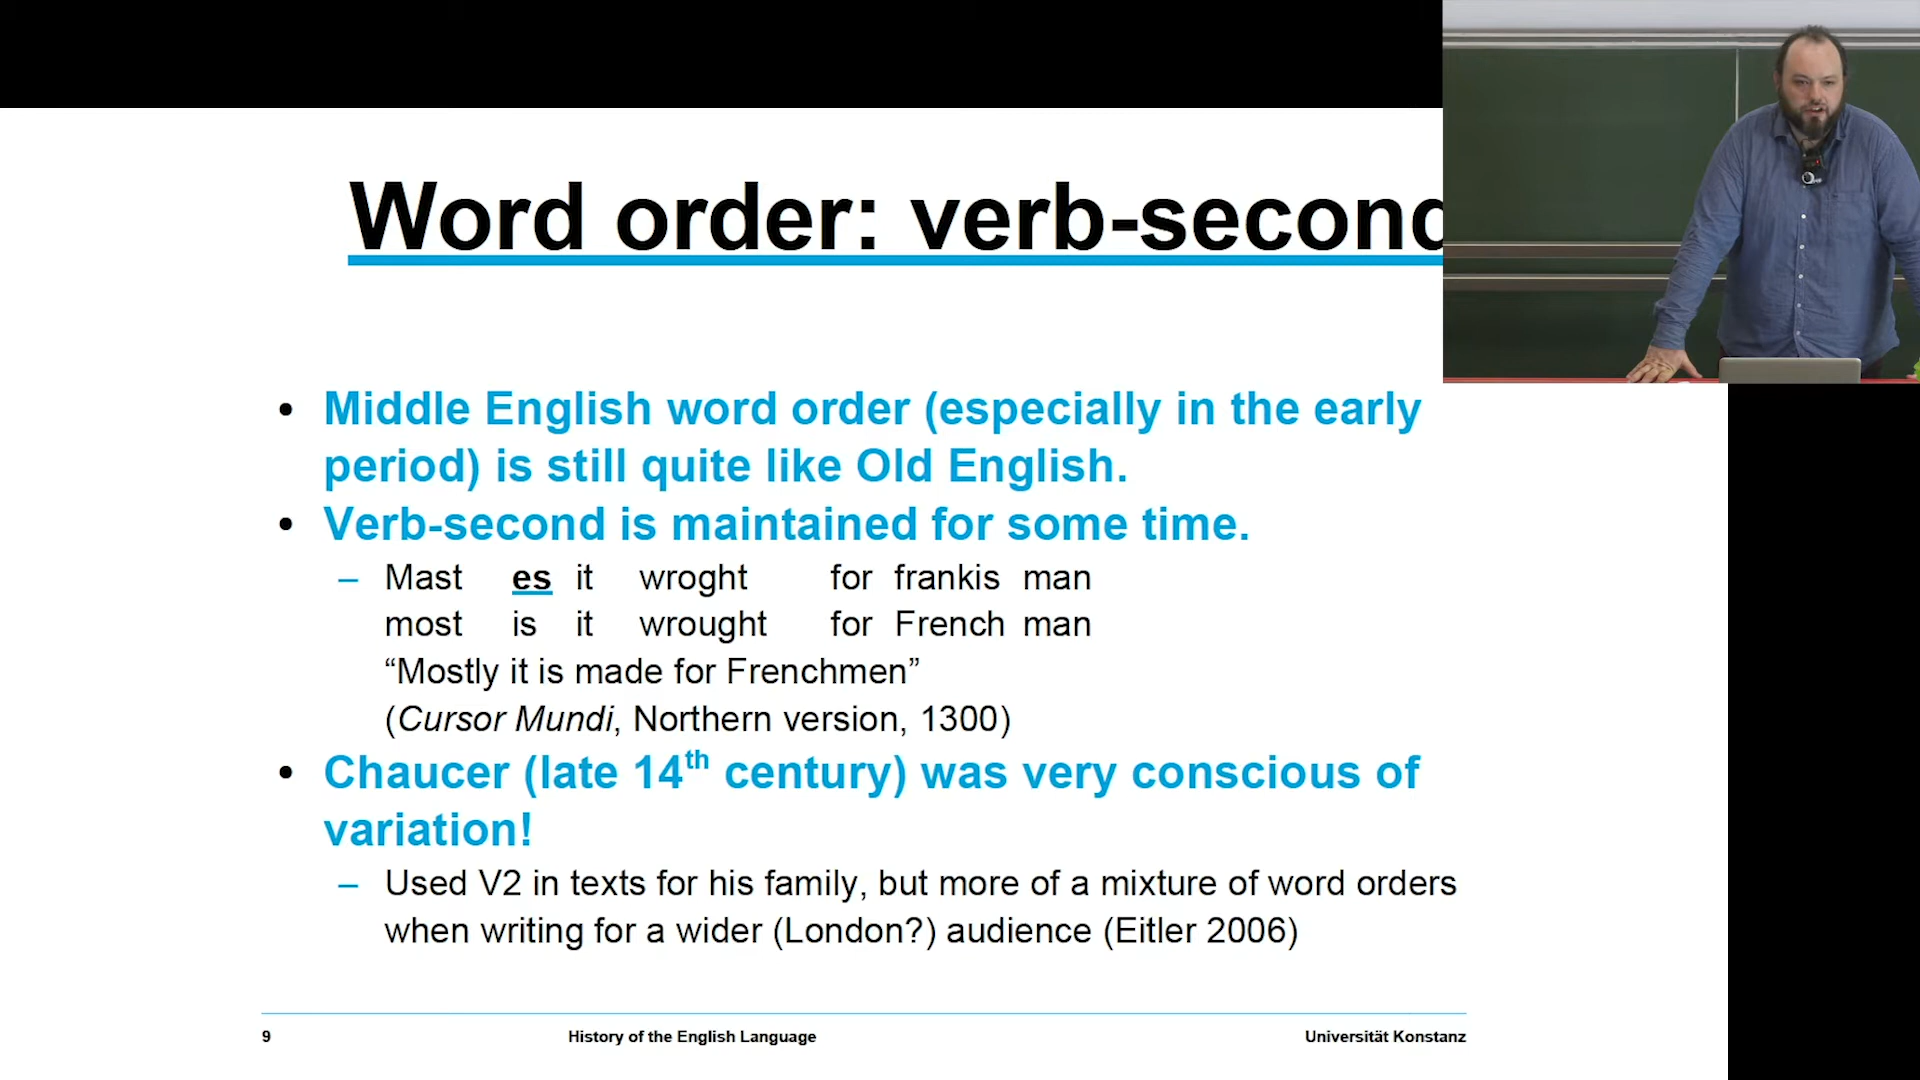 Word order: verb-second
• Middle English word order (especially in the early
period) is still quite like Old English.
• Verb-second is maintained for some time.
– Mast es it wroght for frankis man
most is it wrought for French man
“Mostly it is made for Frenchmen”
(Cursor Mundi, Northern version, 1300)
• Chaucer (late 14th century) was very conscious of
variation!
– Used V2 in texts for his family, but more of a mixture of word orders
when writing for a wider (London?) audience (Eitler 2006)
9 History of the English Language Universität Konstanz